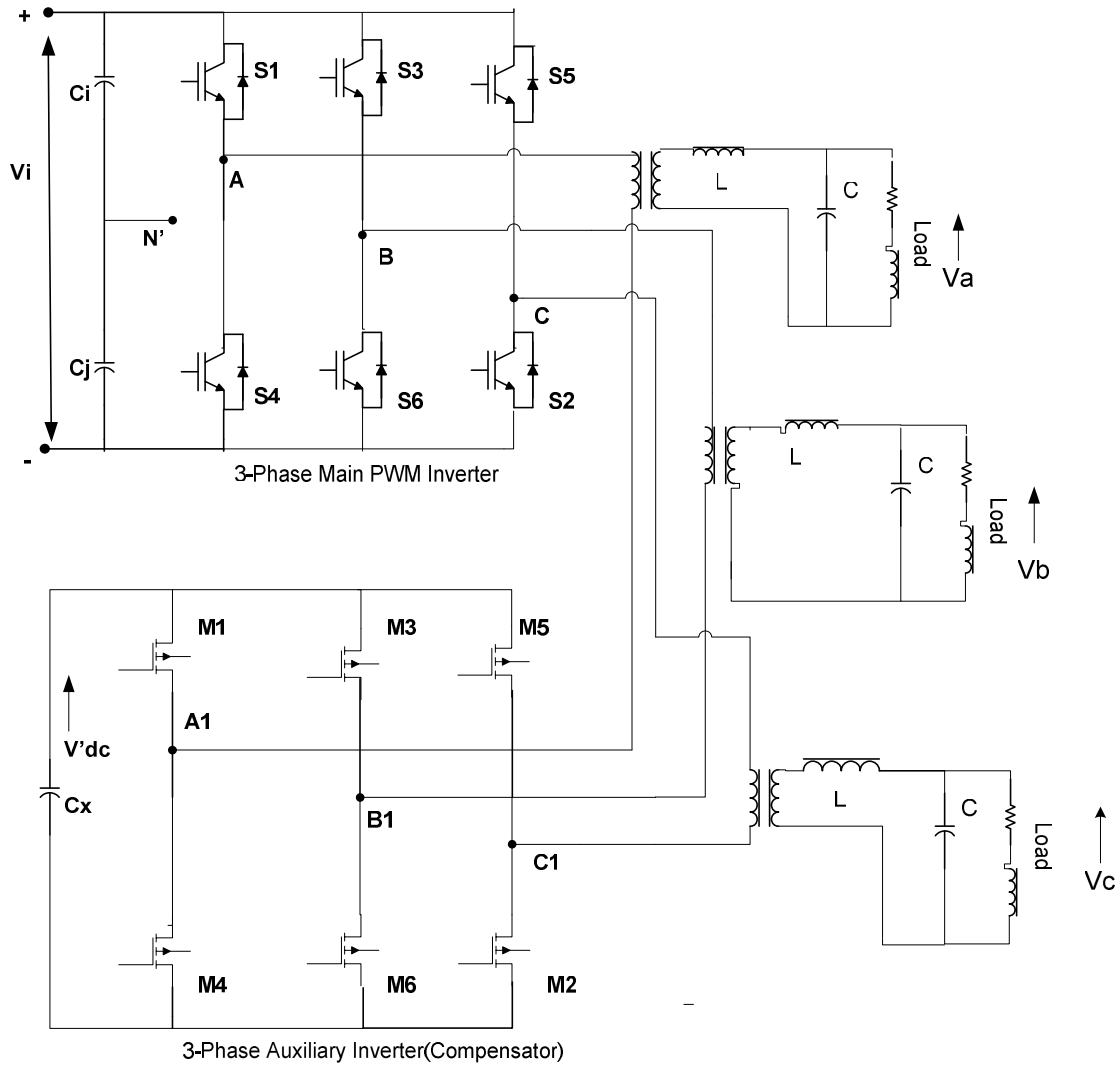 +
S1
S3
S5
Ci
Vi
A
N'
B
C
L
C
Load
Va
Cj
S4
S6
S2
-
3-Phase Main PWM Inverter
L
C
Load
Vb
M1
M3
M5
A1
V'dc
Cx
B1
C1
L
C
Load
Vc
M4
M6
M2
3-Phase Auxiliary Inverter(Compensator)